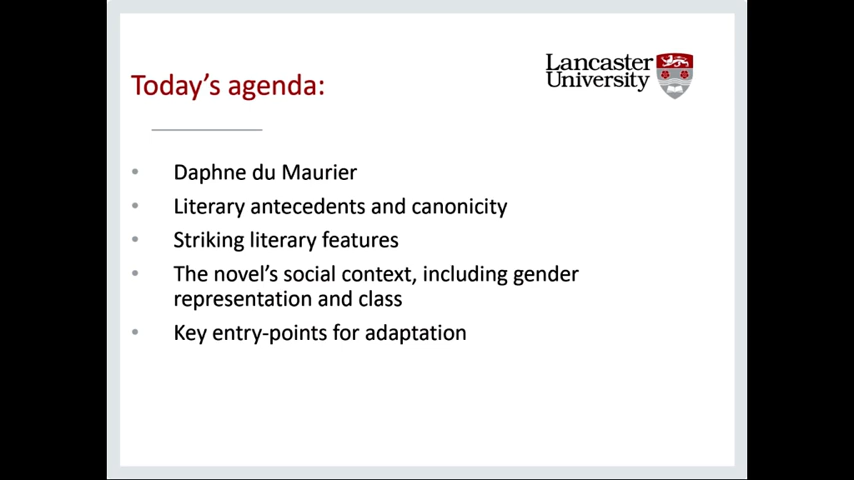 Lancaster
University
Today's agenda:
• Daphne du Maurier
• Literary antecedents and canonicity
• Striking literary features
• The novel's social context, including gender
representation and class
• Key entry-points for adaptation